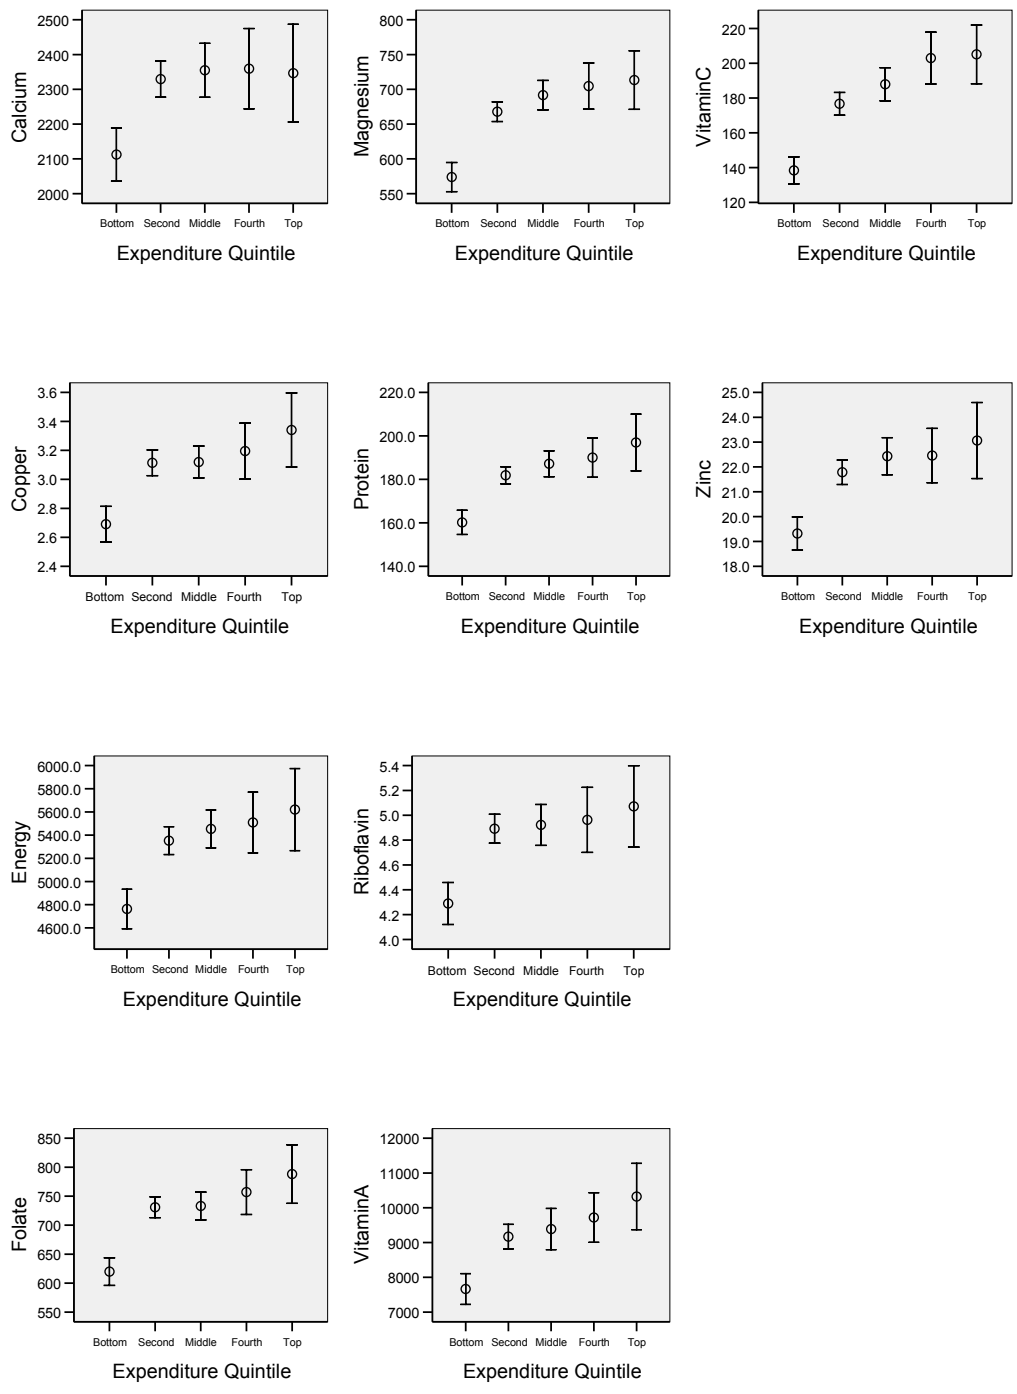 Calcium
2500
2400
2300
2200
2100
2000
Bottom Second Middle Fourth Top
Expenditure Quintile
Magnesium
800
750
700
650
600
550
Bottom Second Middle Fourth Top
Expenditure Quintile
VitaminC
220
200
180
160
140
120
Bottom Second Middle Fourth Top
Expenditure Quintile
Copper
3.6
3.4
3.2
3.0
2.8
2.6
2.4
Bottom Second Middle Fourth Top
Expenditure Quintile
Protein
220.0
200.0
180.0
160.0
140.0
Bottom Second Middle Fourth Top
Expenditure Quintile
Zinc
25.0
24.0
23.0
22.0
21.0
20.0
19.0
18.0
Bottom Second Middle Fourth Top
Expenditure Quintile
Energy
6000.0
5800.0
5600.0
5400.0
5200.0
5000.0
4800.0
4600.0
Bottom Second Middle Fourth Top
Expenditure Quintile
Riboflavin
5.4
5.2
5.0
4.8
4.6
4.4
4.2
4.0
Bottom Second Middle Fourth Top
Expenditure Quintile
Folate
850
800
750
700
650
600
550
Bottom Second Middle Fourth Top
Expenditure Quintile
VitaminA
12000
11000
10000
9000
8000
7000
Bottom Second Middle Fourth Top
Expenditure Quintile